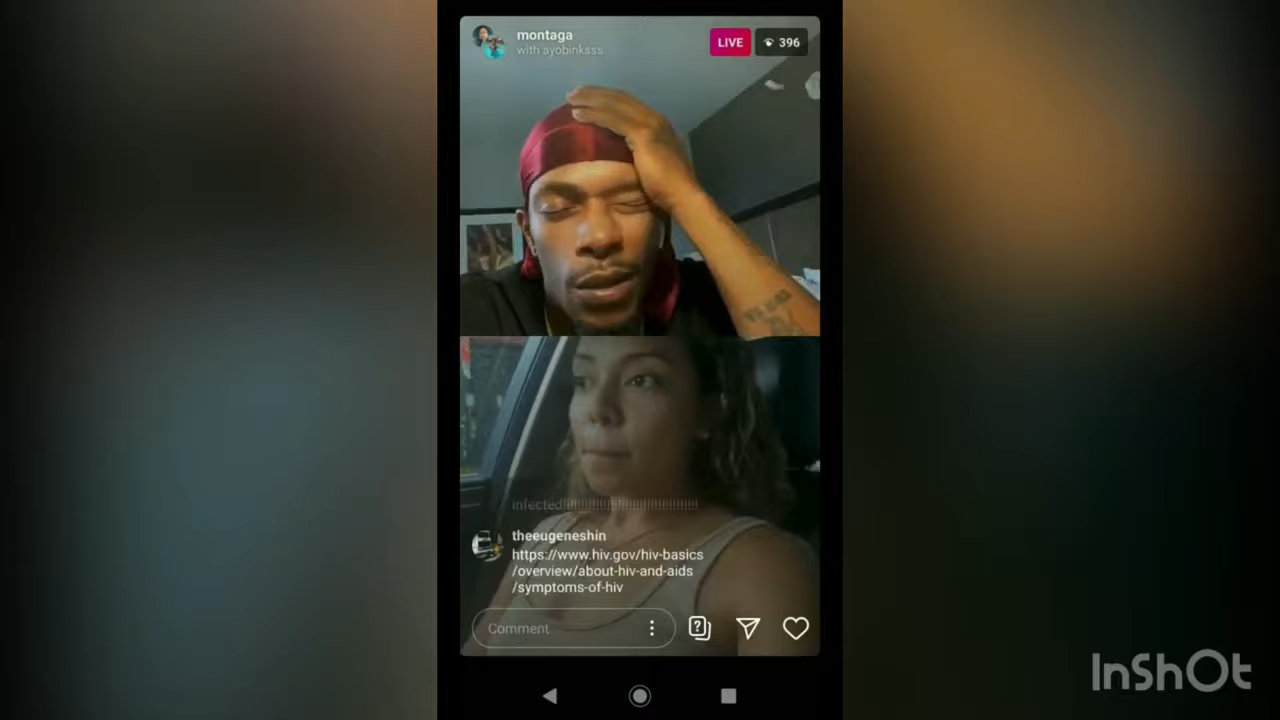 montaga
with ayobinksss
LIVE
396
infected!!!!!!!!!!!!!!!!!!!!!!!!!!!!!!!!!!!!!!!!
theeugeneshin
https://www.hiv.gov/hiv-basics
/overview/about-hiv-and-aids
/symptoms-of-hiv
Comment
?
InShOt